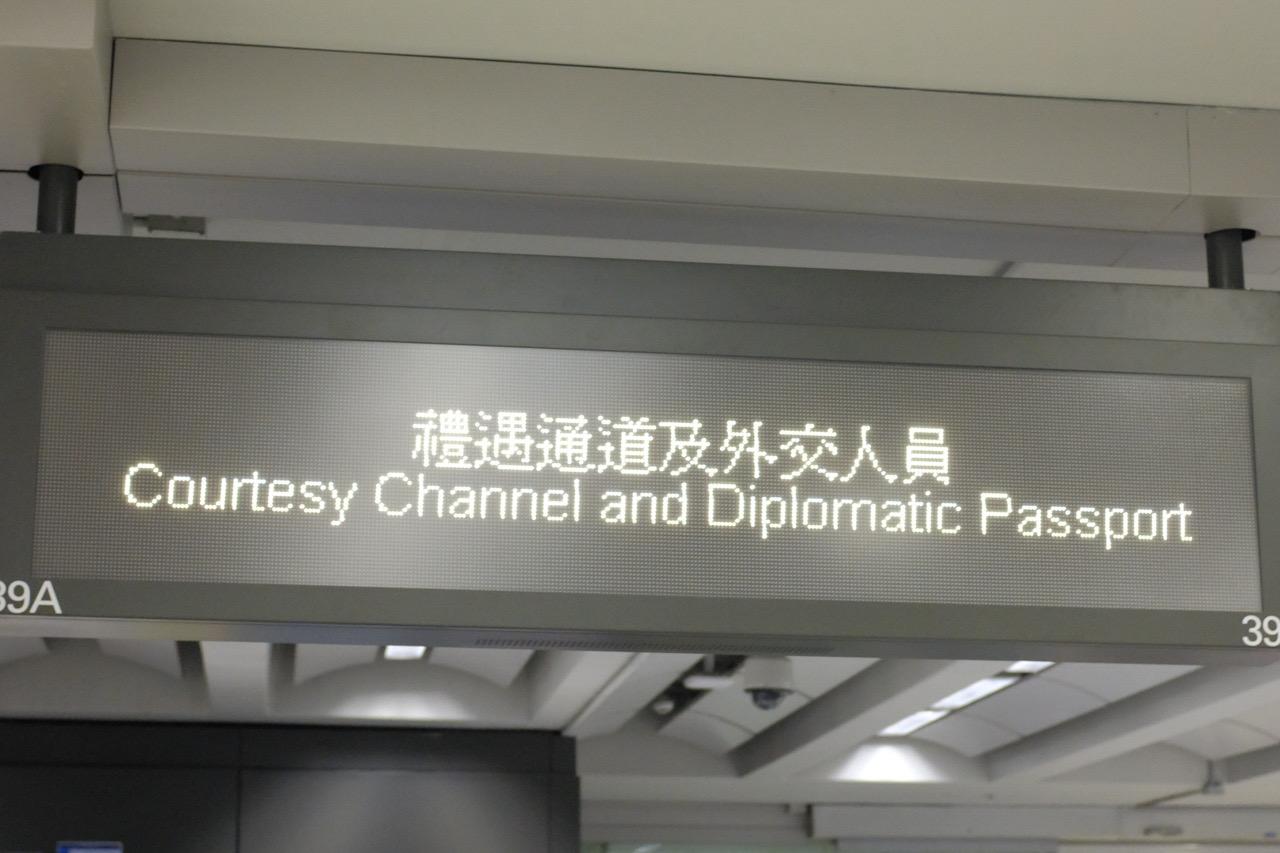 禮遇通道及外交人員
Courtesy Channel and Diplomatic Passport
39A
39